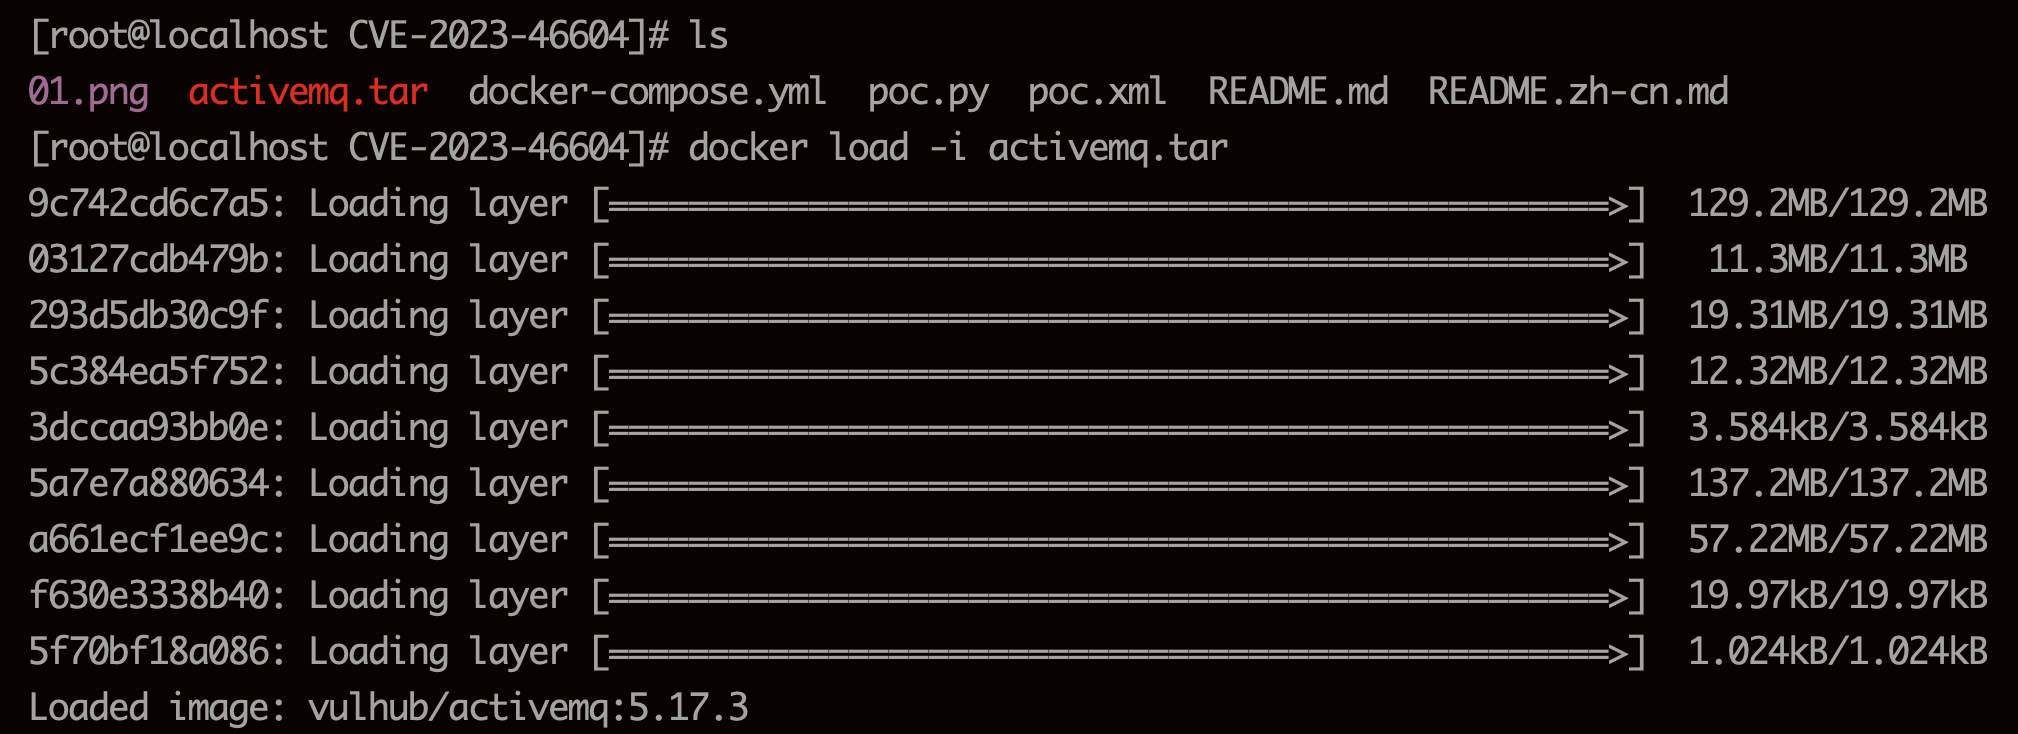 [root@localhost CVE-2023-46604]# ls
01.png  activemq.tar  docker-compose.yml  poc.py  poc.xml  README.md  README.zh-cn.md
[root@localhost CVE-2023-46604]# docker load -i activemq.tar
9c742cd6c7a5: Loading layer [==================================================>]  129.2MB/129.2MB
03127cdb479b: Loading layer [==================================================>]   11.3MB/11.3MB
293d5db30c9f: Loading layer [==================================================>]  19.31MB/19.31MB
5c384ea5f752: Loading layer [==================================================>]  12.32MB/12.32MB
3dccaa93bb0e: Loading layer [==================================================>]  3.584kB/3.584kB
5a7e7a880634: Loading layer [==================================================>]  137.2MB/137.2MB
a661ecf1ee9c: Loading layer [==================================================>]  57.22MB/57.22MB
f630e3338b40: Loading layer [==================================================>]  19.97kB/19.97kB
5f70bf18a086: Loading layer [==================================================>]  1.024kB/1.024kB
Loaded image: vulhub/activemq:5.17.3